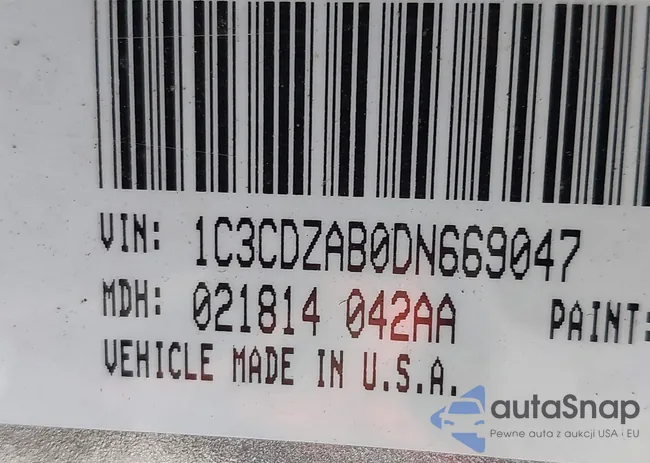 VIN: 1C3CDZAB0DN669047
MDH: 021814 042AA PAINT:
VEHICLE MADE IN U.S.A.
autaSnap
Pewne auta z aukcji USA i EU